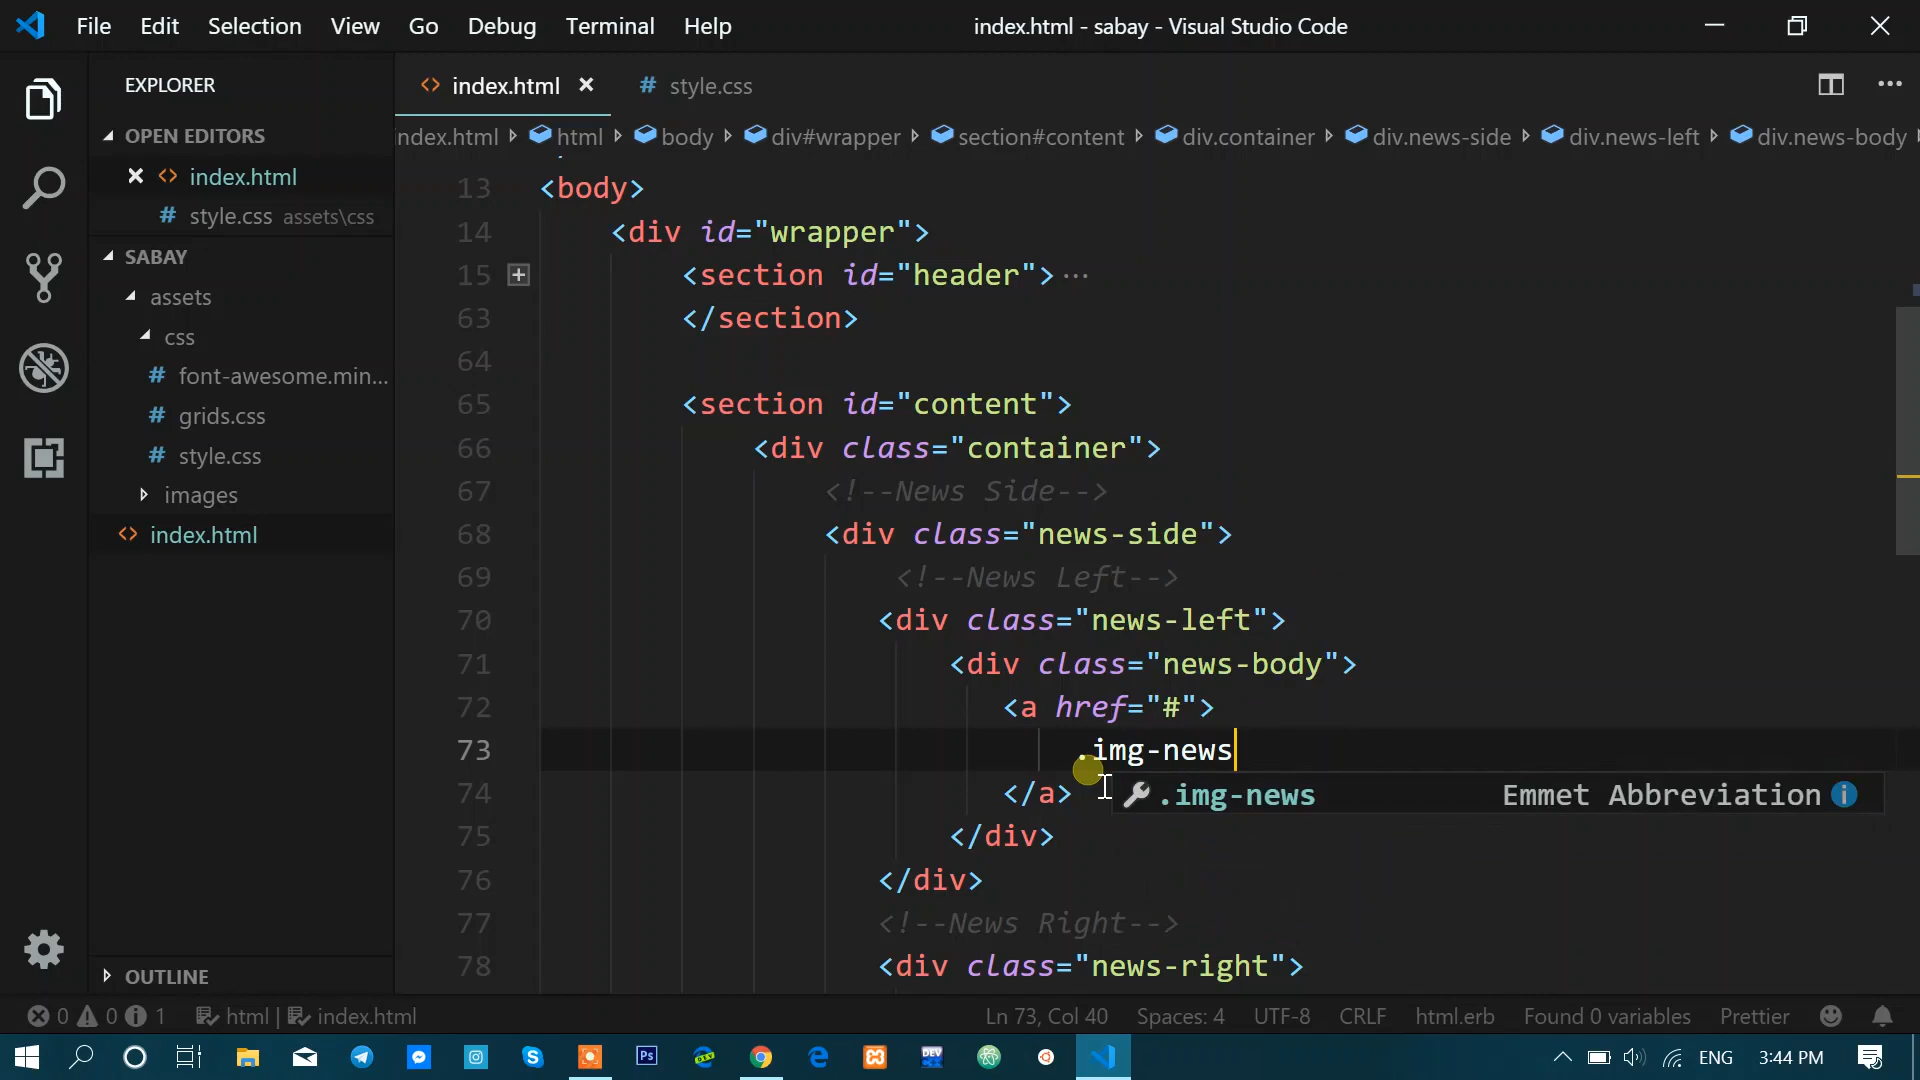 File Edit Selection View Go Debug Terminal Help index.html - sabay - Visual Studio Code
EXPLORER
OPEN EDITORS
index.html
style.css assets\css
SABAY
assets
css
font-awesome.min...
grids.css
style.css
images
index.html
OUTLINE
index.html style.css
ndex.html html body div#wrapper section#content div.container div.news-side div.news-left div.news-body
13 <body>
14 <div id="wrapper">
15 <section id="header">...
63 </section>
64
65 <section id="content">
66 <div class="container">
67 <!--News Side-->
68 <div class="news-side">
69 <!--News Left-->
70 <div class="news-left">
71 <div class="news-body">
72 <a href="#">
73 .img-news
74 </a>
.img-news Emmet Abbreviation
75 </div>
76 </div>
77 <!--News Right-->
78 <div class="news-right">
0 0 1 html | index.html Ln 73, Col 40 Spaces: 4 UTF-8 CRLF html.erb Found 0 variables Prettier
Ps DEV ENG 3:44 PM